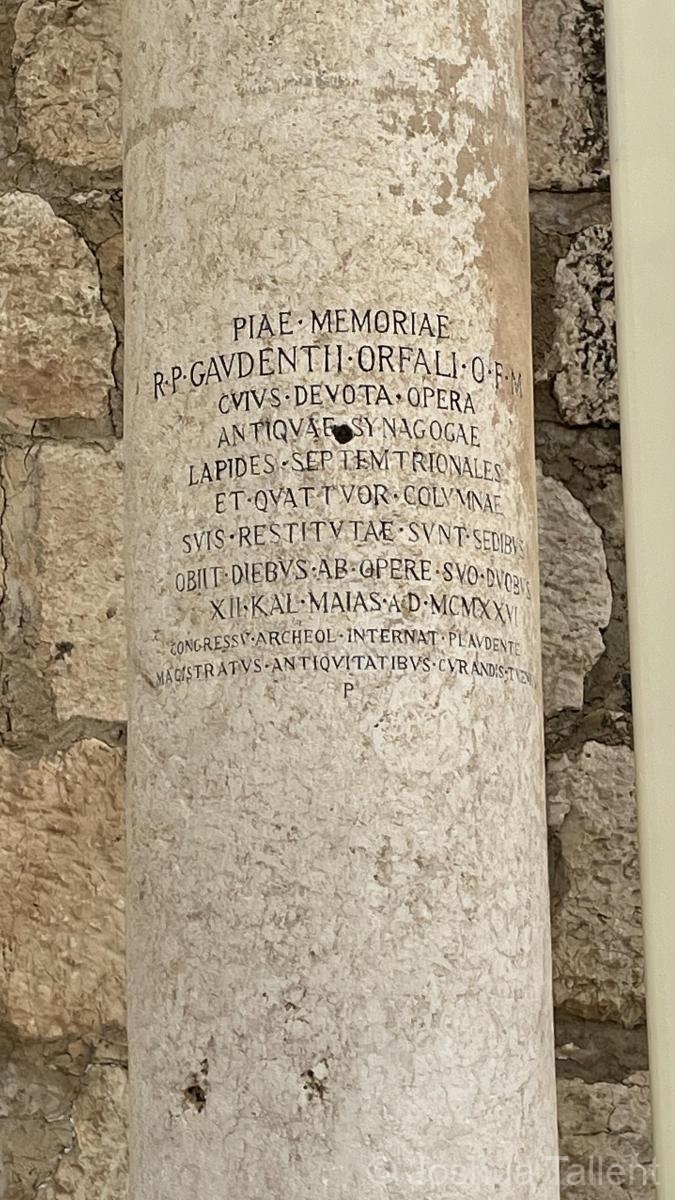 PIAE·MEMORIAE
R·P·GAVDENTII·ORFALI·O·F·M
CVIVS·DEVOTA·OPERA
ANTIQVAE·SYNAGOGAE
LAPIDES·SEPTEMTRIONALES
ET·QVATTVOR·COLVMNAE
SVIS·RESTITVTAE·SVNT·SEDIBVS
OBIIT·DIEBVS·AB·OPERE·SVO·DVOBVS
XII·KAL·MAIAS·A·D·MCMXXVI
CONGRESSV·ARCHEOL·INTERNAT·PLAVDENTE
MAGISTRATVS·ANTIQVITATIBVS·CVRANDIS
P
© Joshua Tallent